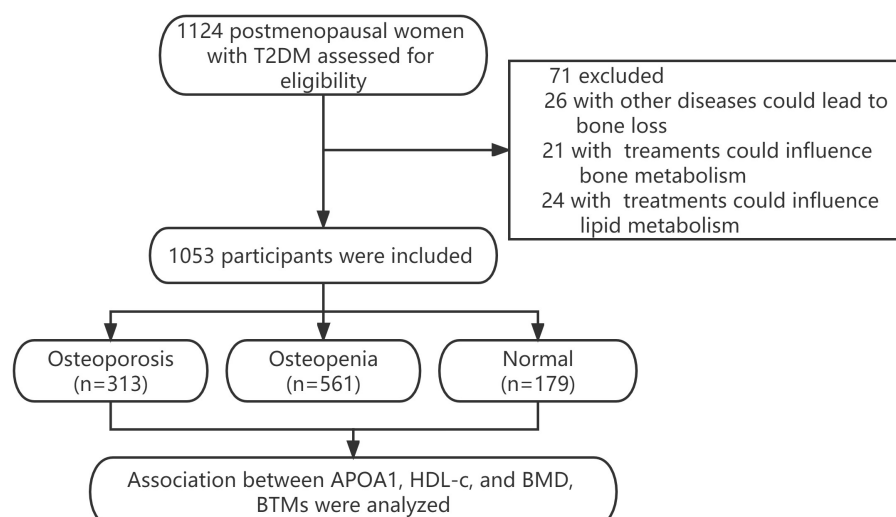 1124 postmenopausal women
with T2DM assessed for
eligibility
71 excluded
26 with other diseases could lead to
bone loss
21 with  treaments could influence
bone metabolism
24 with  treatments could influence
lipid metabolism
1053 participants were included
Osteoporosis
(n=313)
Osteopenia
(n=561)
Normal
(n=179)
Association between APOA1, HDL-c, and BMD,
BTMs were analyzed